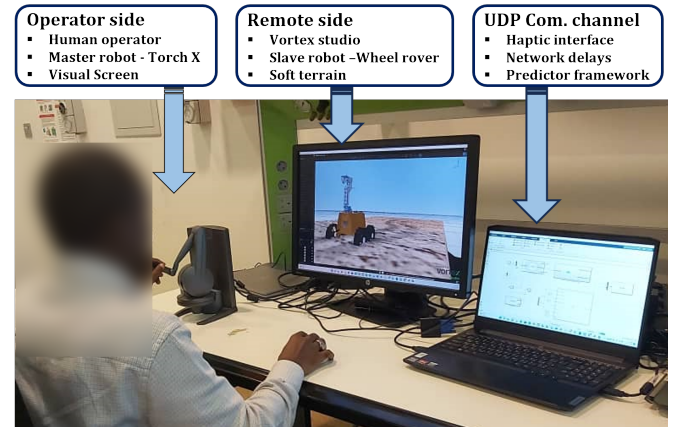 Operator side
▪ Human operator
▪ Master robot - Torch X
▪ Visual Screen
Remote side
▪ Vortex studio
▪ Slave robot –Wheel rover
▪ Soft terrain
UDP Com. channel
▪ Haptic interface
▪ Network delays
▪ Predictor framework
vort